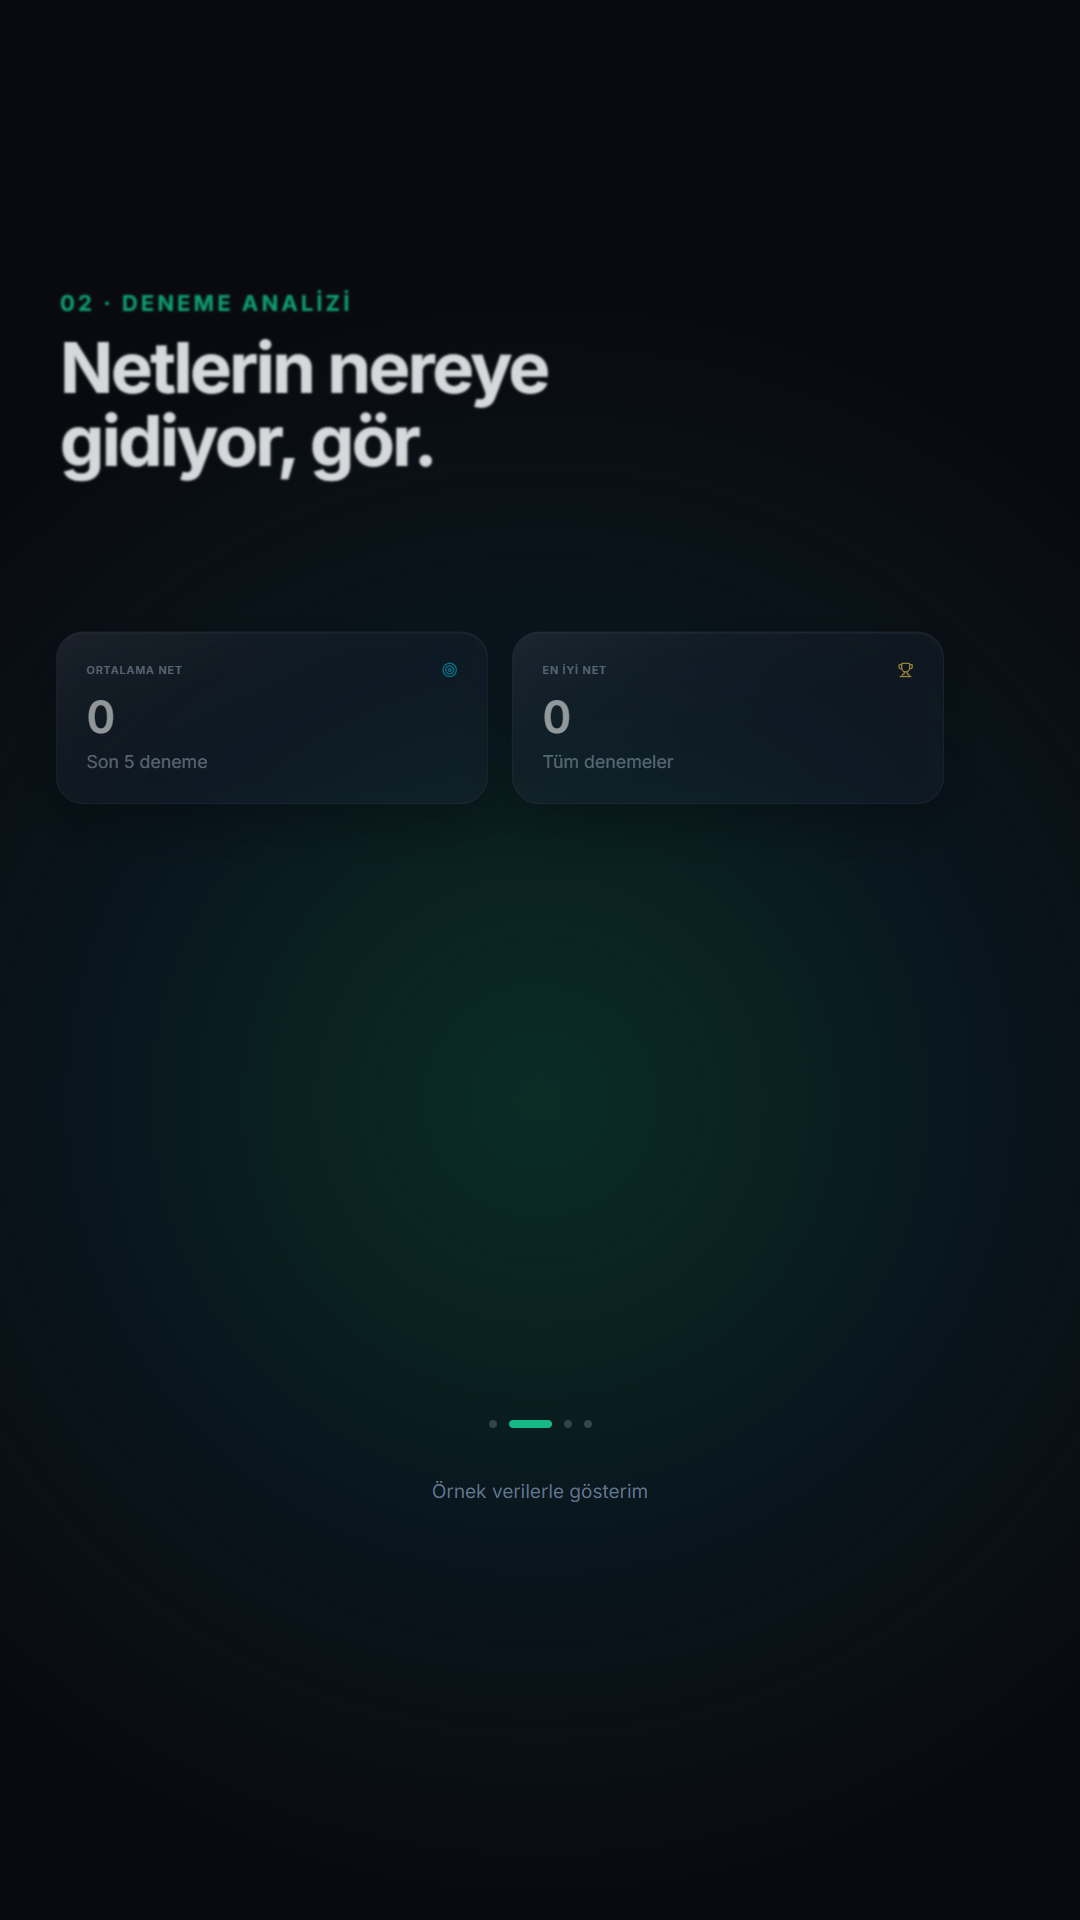 02 · DENEME ANALİZİ
Netlerin nereye
gidiyor, gör.
ORTALAMA NET
0
Son 5 deneme
EN İYİ NET
0
Tüm denemeler
Örnek verilerle gösterim